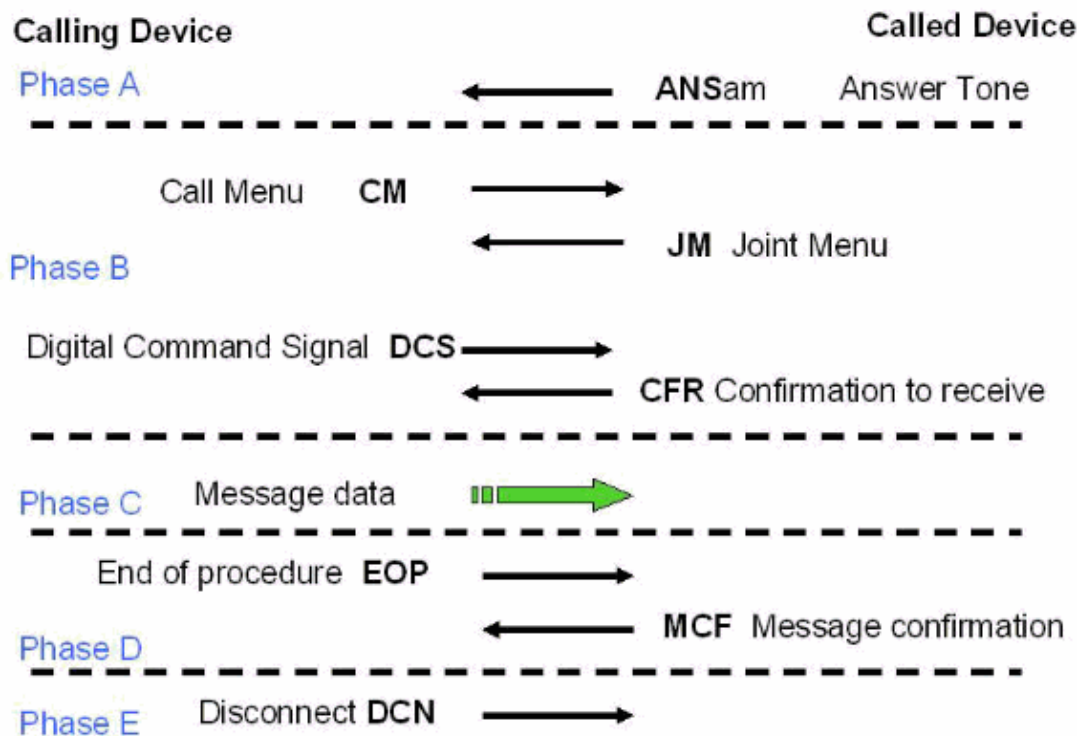 Calling Device
Called Device
Phase A
ANSam Answer Tone
Call Menu CM
JM Joint Menu
Phase B
Digital Command Signal DCS
CFR Confirmation to receive
Phase C
Message data
End of procedure EOP
MCF Message confirmation
Phase D
Disconnect DCN
Phase E